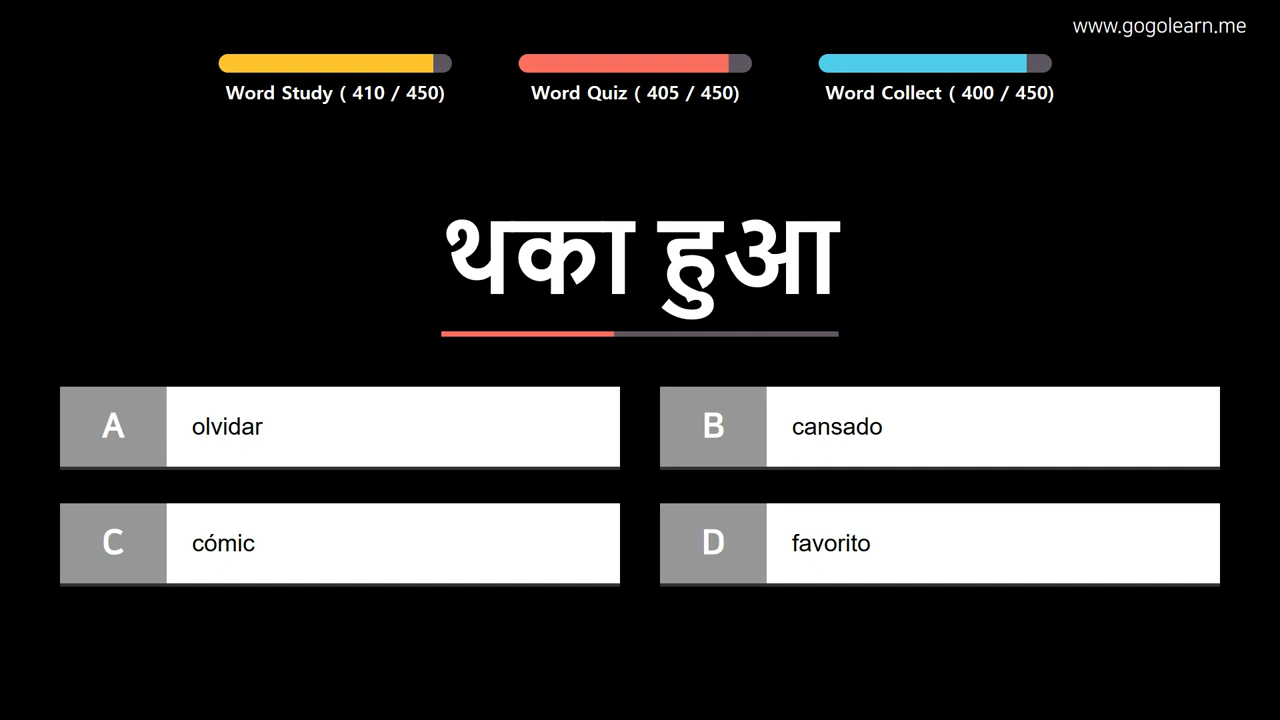 www.gogolearn.me
Word Study ( 410 / 450)
Word Quiz ( 405 / 450)
Word Collect ( 400 / 450)
थका हुआ
A
olvidar
B
cansado
C
cómic
D
favorito